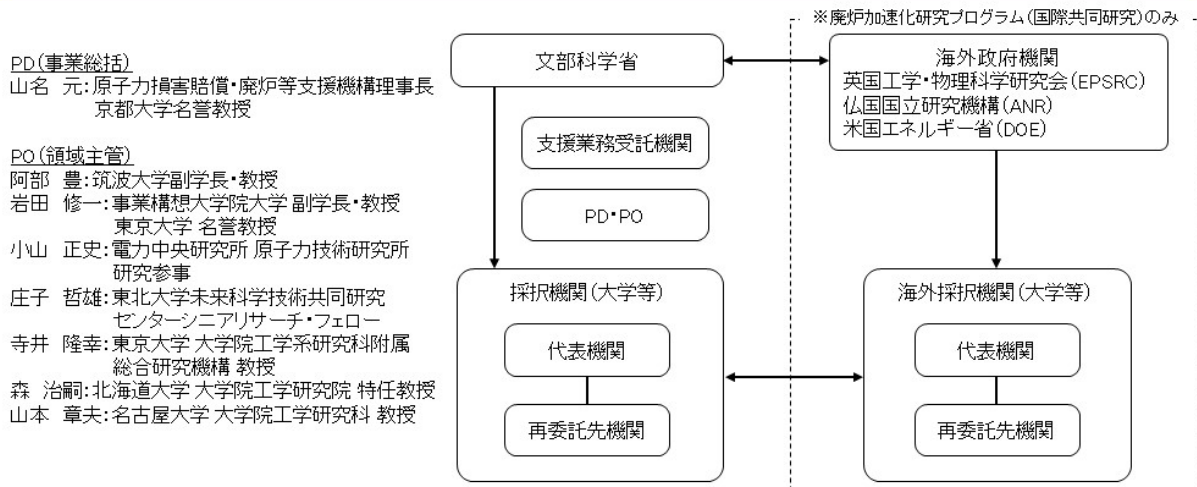 ※廃炉加速化研究プログラム(国際共同研究)のみ
PD(事業総括)
山名 元:原子力損害賠償・廃炉等支援機構理事長
京都大学名誉教授
PO(領域主管)
阿部 豊:筑波大学副学長・教授
岩田 修一:事業構想大学院大学 副学長・教授
東京大学 名誉教授
小山 正史:電力中央研究所 原子力技術研究所
研究参事
庄子 哲雄:東北大学未来科学技術共同研究
センターシニアリサーチ・フェロー
寺井 隆幸:東京大学 大学院工学系研究科附属
総合研究機構 教授
森 治嗣:北海道大学 大学院工学研究院 特任教授
山本 章夫:名古屋大学 大学院工学研究科 教授
文部科学省
支援業務受託機関
PD・PO
採択機関(大学等)
代表機関
再委託先機関
海外政府機関
英国工学・物理科学研究会(EPSRC)
仏国国立研究機構(ANR)
米国エネルギー省(DOE)
海外採択機関(大学等)
代表機関
再委託先機関